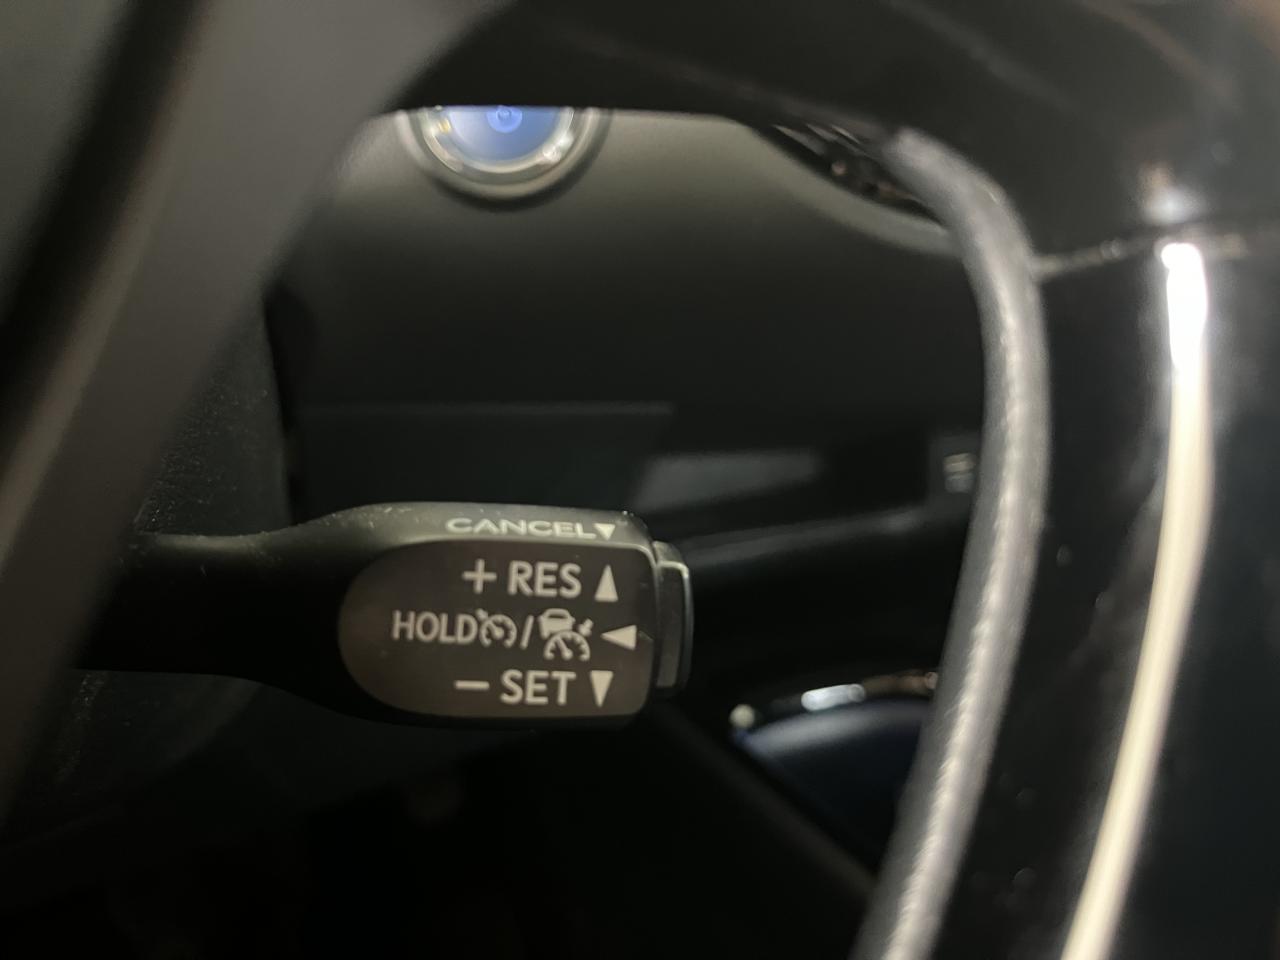 CANCEL▼
+ RES ▲
HOLD / ◀
– SET ▼